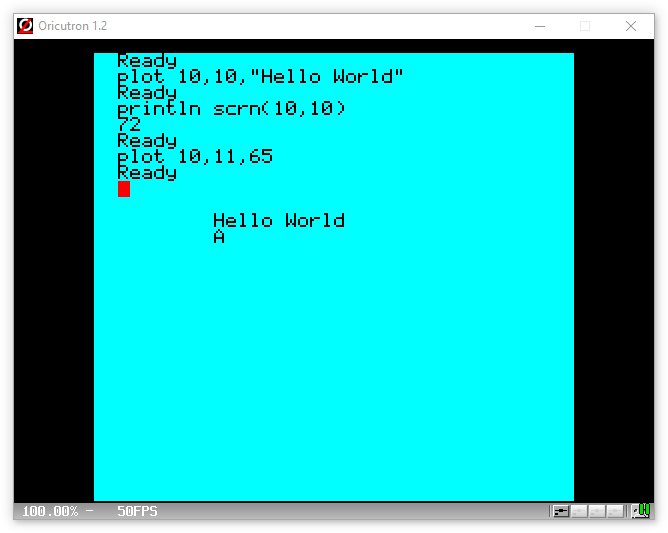 Oricutron 1.2
Ready
plot 10,10,"Hello World"
Ready
println scrn(10,10)
72
Ready
plot 10,11,65
Ready
Hello World
A
100.00% - 50FPS